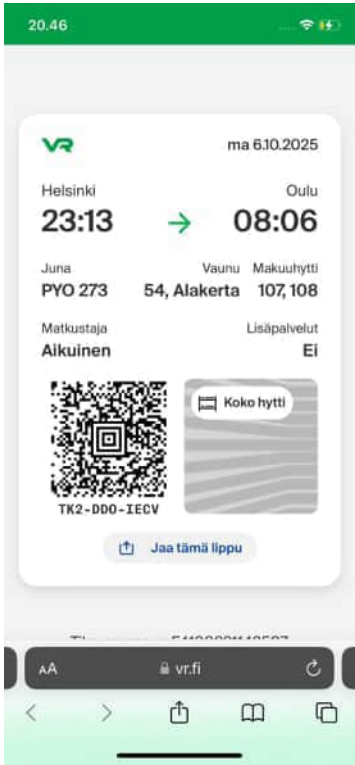 20.46
VR
ma 6.10.2025
Helsinki Oulu
23:13 → 08:06
Juna Vaunu Makuuhytti
PYO 273 54, Alakerta 107, 108
Matkustaja Lisäpalvelut
Aikuinen Ei
Koko hytti
TK2-DDO-IECV
Jaa tämä lippu
AA vr.fi